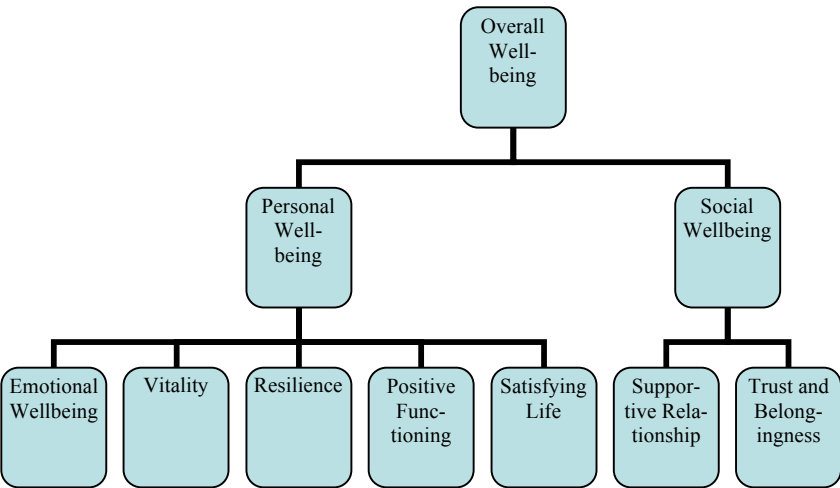 Overall
Well-
being
Personal
Well-
being
Social
Wellbeing
Emotional
Wellbeing
Vitality
Resilience
Positive
Func-
tioning
Satisfying
Life
Suppor-
tive Rela-
tionship
Trust and
Belong-
ingness